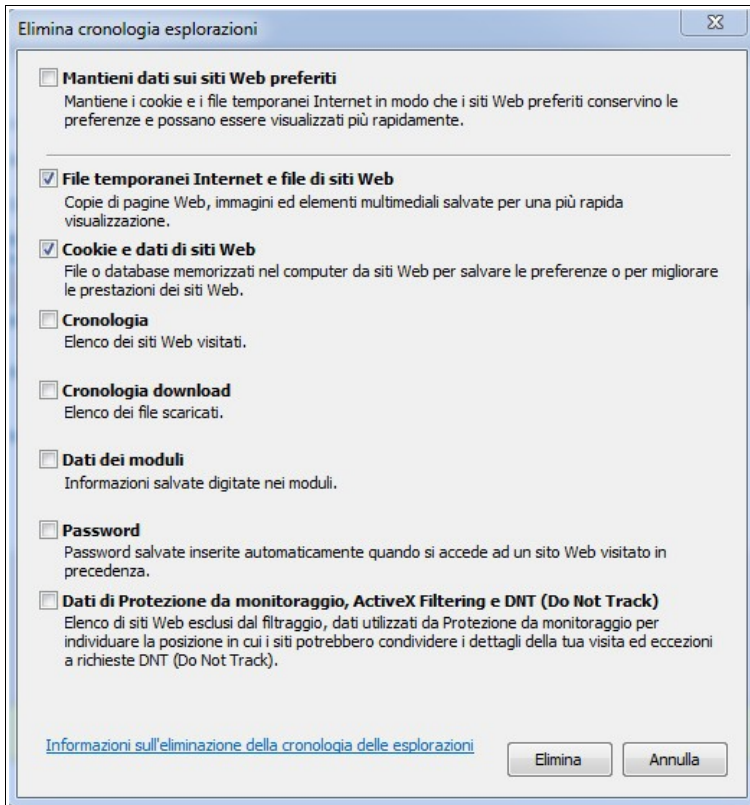 Elimina cronologia esplorazioni
Mantieni dati sui siti Web preferiti
Mantiene i cookie e i file temporanei Internet in modo che i siti Web preferiti conservino le
preferenze e possano essere visualizzati più rapidamente.
File temporanei Internet e file di siti Web
Copie di pagine Web, immagini ed elementi multimediali salvate per una più rapida
visualizzazione.
Cookie e dati di siti Web
File o database memorizzati nel computer da siti Web per salvare le preferenze o per migliorare
le prestazioni dei siti Web.
Cronologia
Elenco dei siti Web visitati.
Cronologia download
Elenco dei file scaricati.
Dati dei moduli
Informazioni salvate digitate nei moduli.
Password
Password salvate inserite automaticamente quando si accede ad un sito Web visitato in
precedenza.
Dati di Protezione da monitoraggio, ActiveX Filtering e DNT (Do Not Track)
Elenco di siti Web esclusi dal filtraggio, dati utilizzati da Protezione da monitoraggio per
individuare la posizione in cui i siti potrebbero condividere i dettagli della tua visita ed eccezioni
a richieste DNT (Do Not Track).
Informazioni sull'eliminazione della cronologia delle esplorazioni
Elimina
Annulla